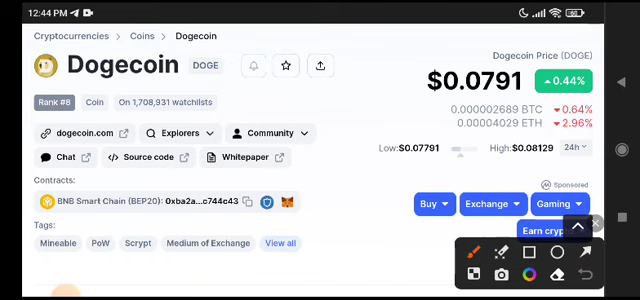 12:44 PM
Cryptocurrencies > Coins > Dogecoin
Dogecoin DOGE
Rank #8 Coin On 1,708,931 watchlists
dogecoin.com Explorers Community
Chat Source code Whitepaper
Contracts:
BNB Smart Chain (BEP20): 0xba2a...c744c43
Tags:
Mineable PoW Scrypt Medium of Exchange View all
Dogecoin Price (DOGE)
$0.0791 0.44%
0.000002689 BTC 0.64%
0.00004029 ETH 2.96%
Low:$0.07791 High:$0.08129 24h
Sponsored
Buy Exchange Gaming
Earn cryp